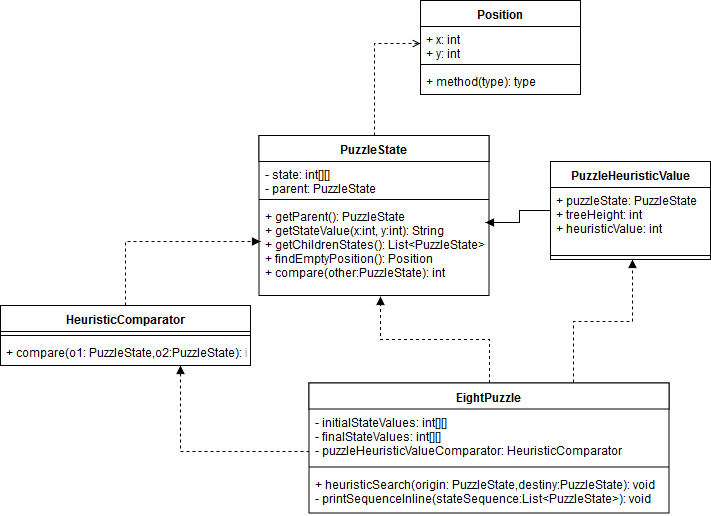 Position
+ x: int
+ y: int
+ method(type): type
PuzzleState
- state: int[][]
- parent: PuzzleState
+ getParent(): PuzzleState
+ getStateValue(x:int, y:int): String
+ getChildrenStates(): List<PuzzleState>
+ findEmptyPosition(): Position
+ compare(other:PuzzleState): int
PuzzleHeuristicValue
+ puzzleState: PuzzleState
+ treeHeight: int
+ heuristicValue: int
HeuristicComparator
+ compare(o1: PuzzleState,o2:PuzzleState): i
EightPuzzle
- initialStateValues: int[][]
- finalStateValues: int[][]
- puzzleHeuristicValueComparator: HeuristicComparator
+ heuristicSearch(origin: PuzzleState,destiny:PuzzleState): void
- printSequenceInline(stateSequence:List<PuzzleState>): void